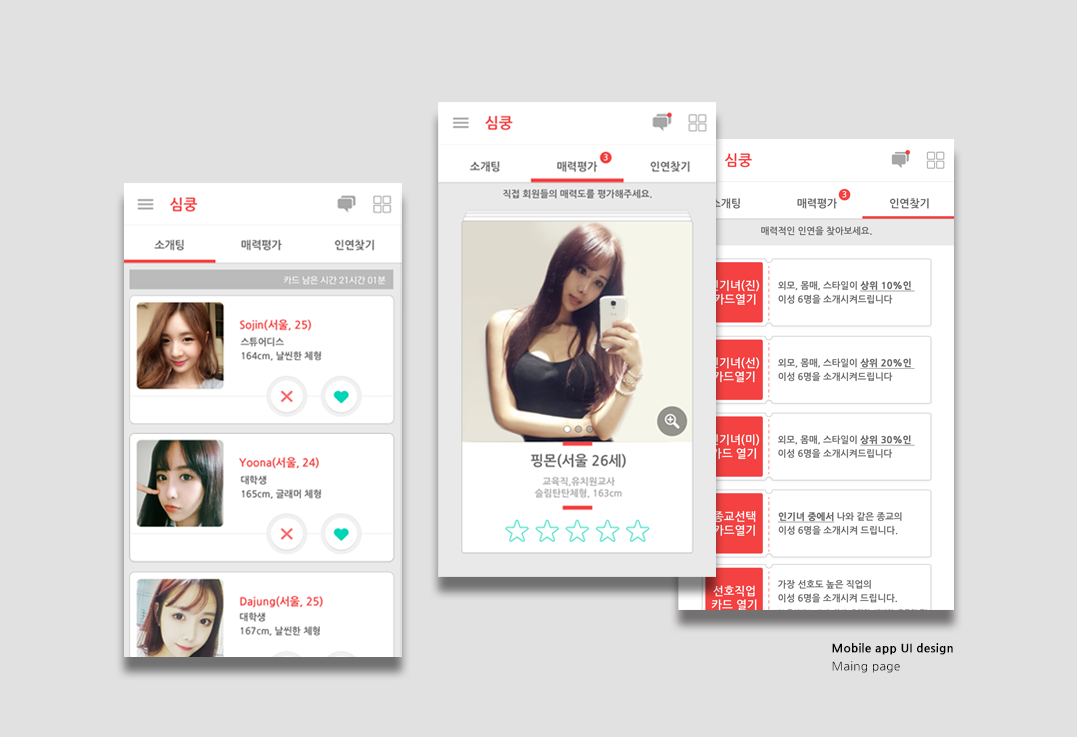 심쿵
소개팅 매력평가 인연찾기
카드 남은 시간 21시간 01분
Sojin(서울, 25)
스튜어디스
164cm, 날씬한 체형
Yoona(서울, 24)
대학생
165cm, 글래머 체형
Dajung(서울, 25)
대학생
167cm, 날씬한 체형
심쿵
소개팅 매력평가 3 인연찾기
직접 회원들의 매력도를 평가해주세요.
핑몬(서울 26세)
교육직,유치원교사
슬림탄탄체형, 163cm
심쿵
소개팅 매력평가 3 인연찾기
매력적인 인연을 찾아보세요.
인기녀(진)
카드열기
외모, 몸매, 스타일이 상위 10%인
이성 6명을 소개시켜드립니다
인기녀(선)
카드열기
외모, 몸매, 스타일이 상위 20%인
이성 6명을 소개시켜드립니다
인기녀(미)
카드 열기
외모, 몸매, 스타일이 상위 30%인
이성 6명을 소개시켜드립니다
종교선택
카드열기
인기녀 중에서 나와 같은 종교의
이성 6명을 소개시켜 드립니다.
선호직업
카드 열기
가장 선호도 높은 직업의
이성 6명을 소개시켜 드립니다.
Mobile app UI design
Maing page